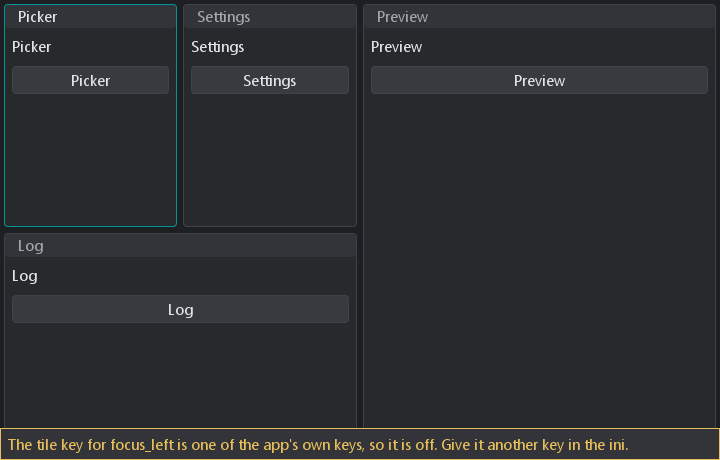 Picker
Picker
Picker
Settings
Settings
Settings
Preview
Preview
Preview
Log
Log
Log
The tile key for focus_left is one of the app's own keys, so it is off. Give it another key in the ini.